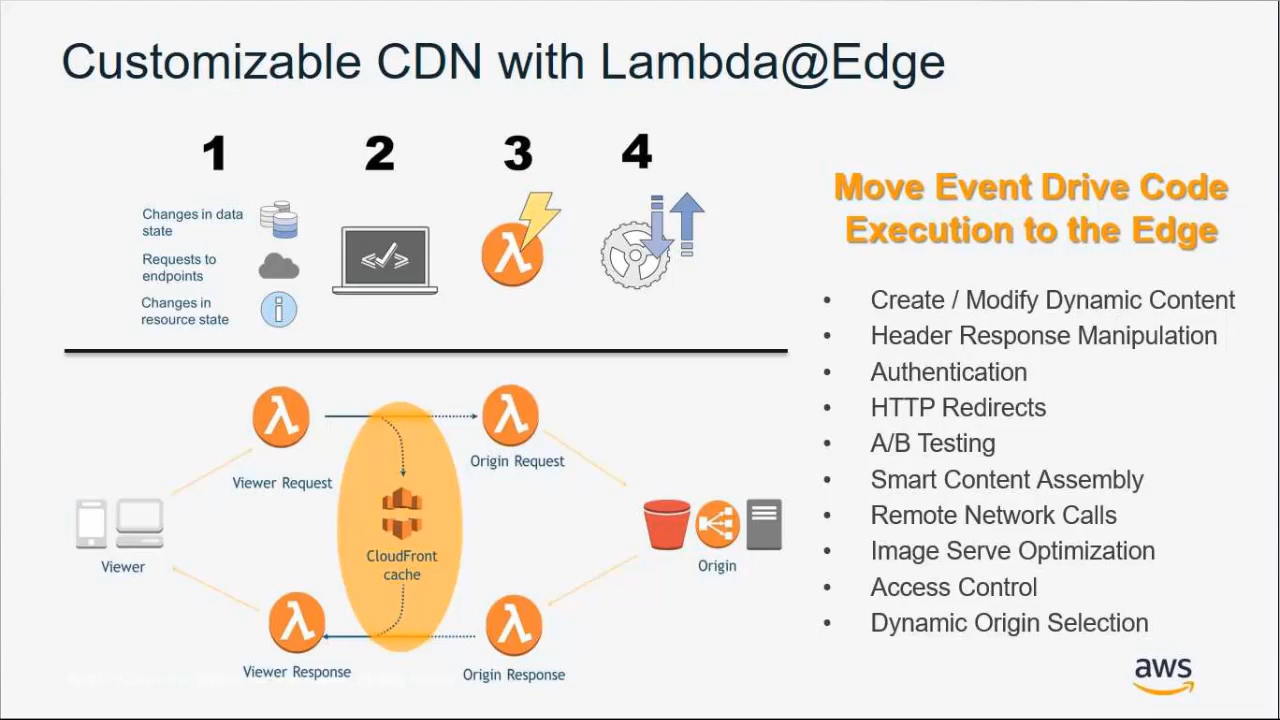 Customizable CDN with Lambda@Edge
1
2
3
4
Changes in data
state
Requests to
endpoints
Changes in
resource state
Move Event Drive Code
Execution to the Edge
• Create / Modify Dynamic Content
• Header Response Manipulation
• Authentication
• HTTP Redirects
• A/B Testing
• Smart Content Assembly
• Remote Network Calls
• Image Serve Optimization
• Access Control
• Dynamic Origin Selection
Viewer Request
Origin Request
Viewer
CloudFront
cache
Origin
Viewer Response
Origin Response
aws